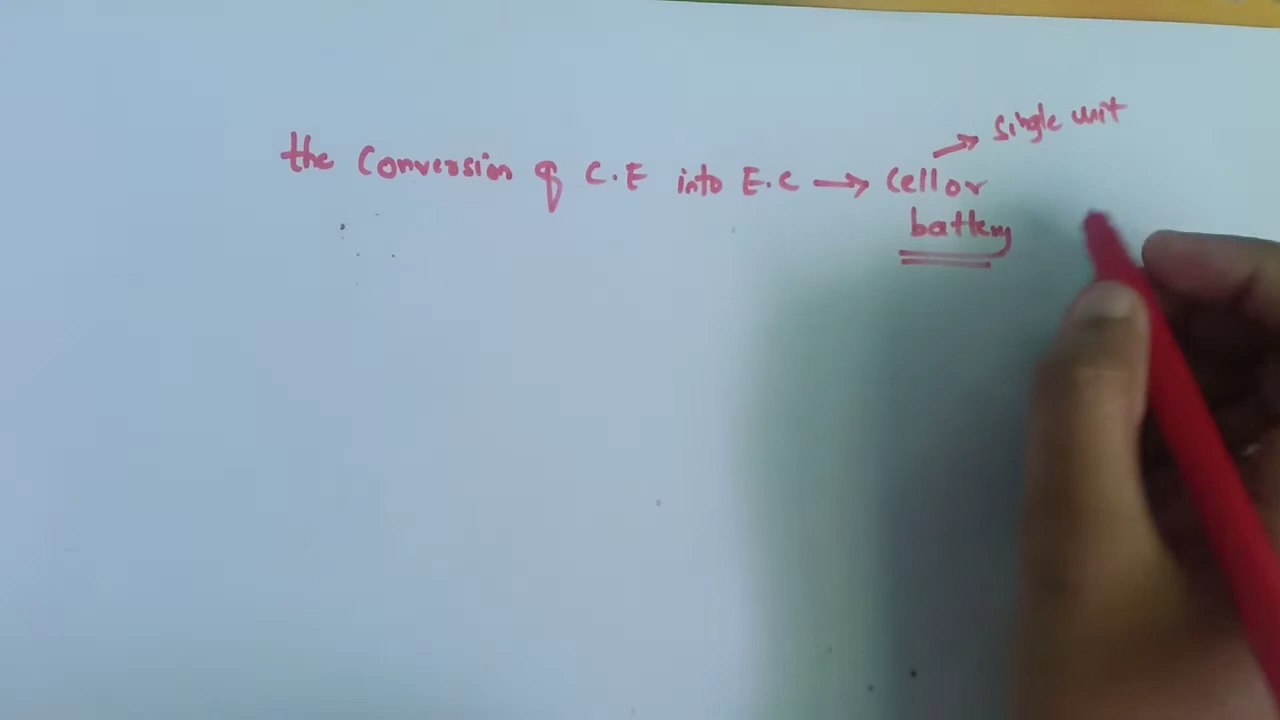 single unit
the Conversion of C.E into E.C → Cell or
battery